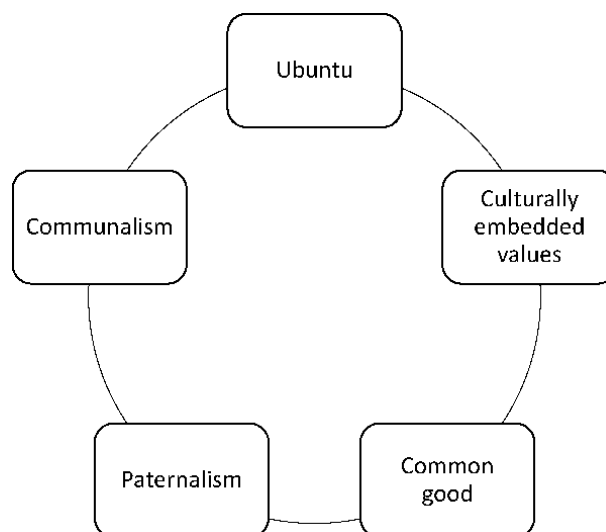 Ubuntu
Communalism
Culturally
embedded
values
Paternalism
Common
good